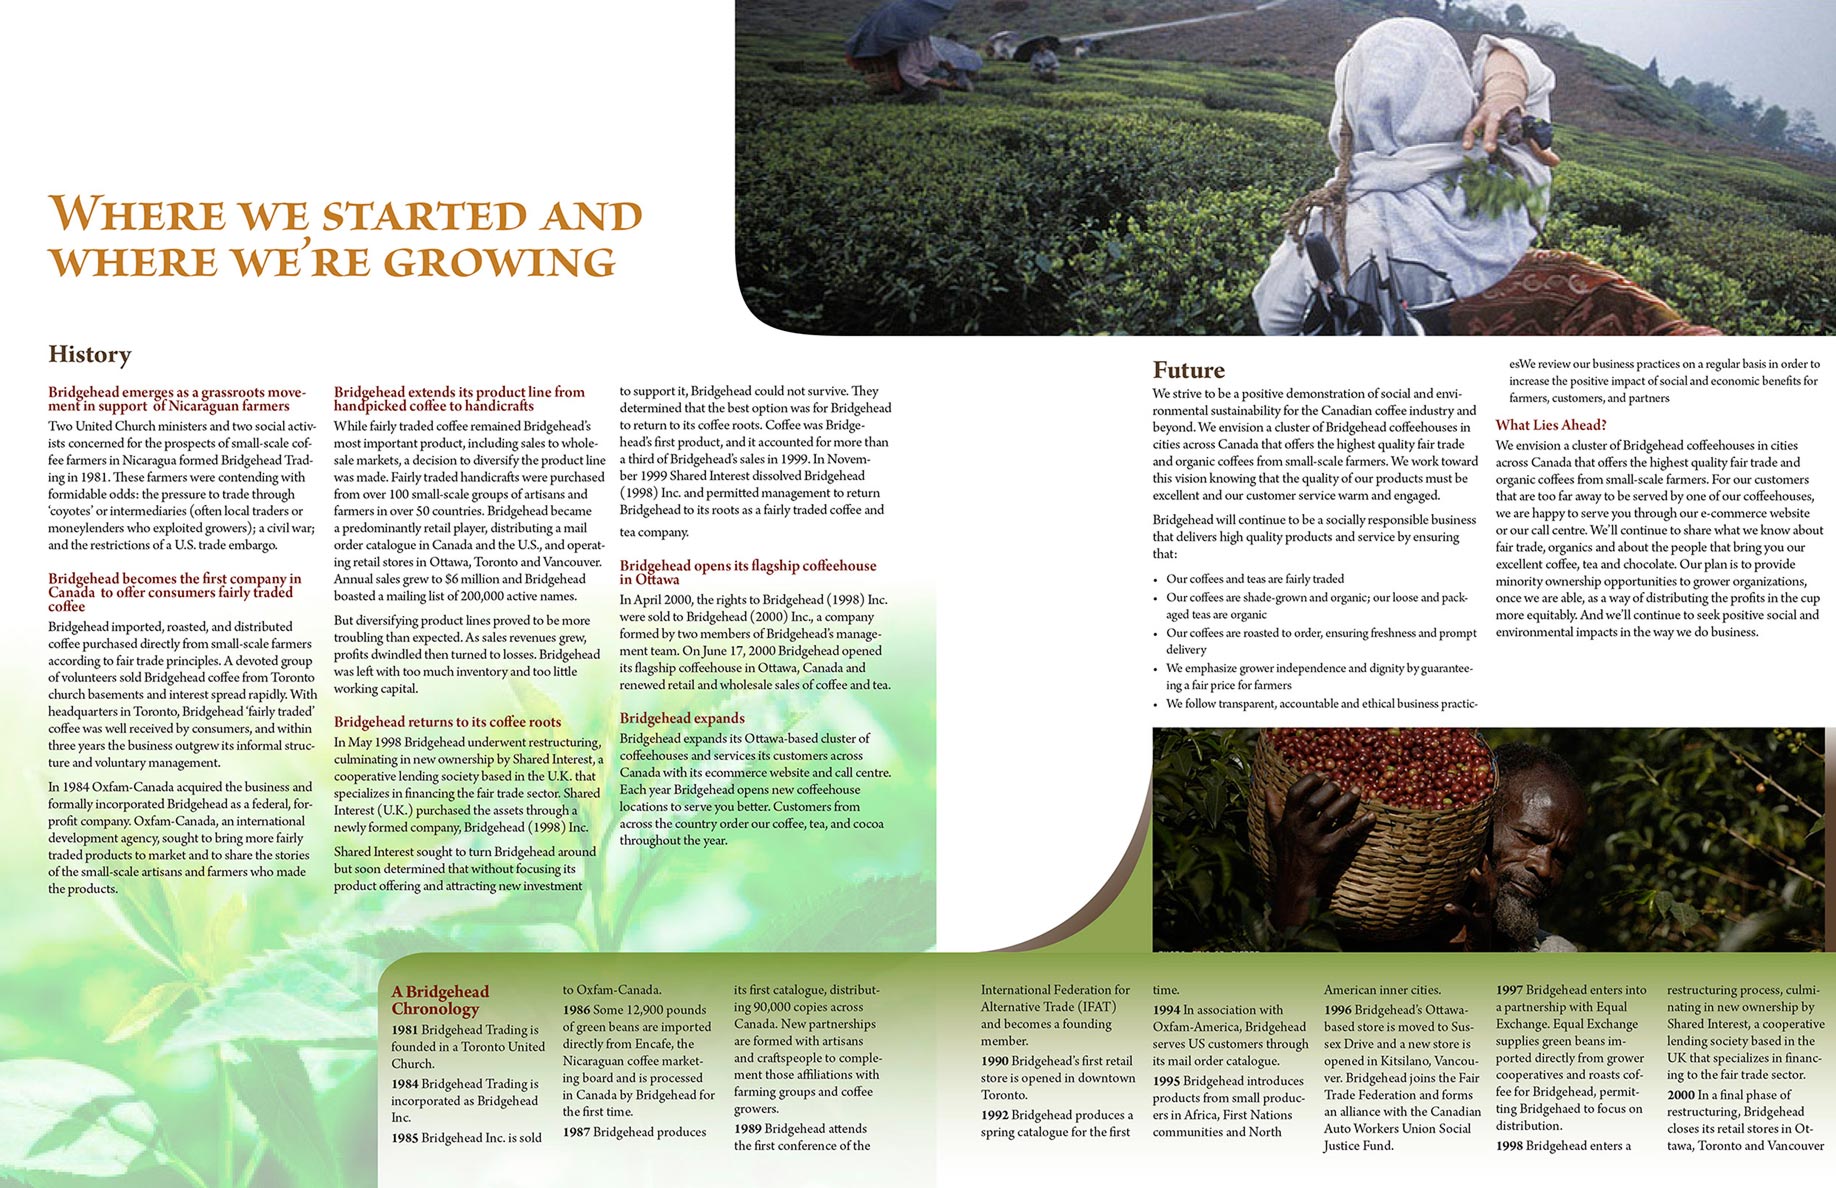 WHERE WE STARTED AND
WHERE WE'RE GROWING
History
Bridgehead emerges as a grassroots move-
ment in support of Nicaraguan farmers
Two United Church ministers and two social activ-
ists concerned for the prospects of small-scale cof-
fee farmers in Nicaragua formed Bridgehead Trad-
ing in 1981. These farmers were contending with
formidable odds: the pressure to trade through
‘coyotes’ or intermediaries (often local traders or
moneylenders who exploited growers); a civil war;
and the restrictions of a U.S. trade embargo.
Bridgehead becomes the first company in
Canada to offer consumers fairly traded
coffee
Bridgehead imported, roasted, and distributed
coffee purchased directly from small-scale farmers
according to fair trade principles. A devoted group
of volunteers sold Bridgehead coffee from Toronto
church basements and interest spread rapidly. With
headquarters in Toronto, Bridgehead ‘fairly traded’
coffee was well received by consumers, and within
three years the business outgrew its informal struc-
ture and voluntary management.
In 1984 Oxfam-Canada acquired the business and
formally incorporated Bridgehead as a federal, for-
profit company. Oxfam-Canada, an international
development agency, sought to bring more fairly
traded products to market and to share the stories
of the small-scale artisans and farmers who made
the products.
Bridgehead extends its product line from
handpicked coffee to handicrafts
While fairly traded coffee remained Bridgehead’s
most important product, including sales to whole-
sale markets, a decision to diversify the product line
was made. Fairly traded handicrafts were purchased
from over 100 small-scale groups of artisans and
farmers in over 50 countries. Bridgehead became
a predominantly retail player, distributing a mail
order catalogue in Canada and the U.S., and operat-
ing retail stores in Ottawa, Toronto and Vancouver.
Annual sales grew to $6 million and Bridgehead
boasted a mailing list of 200,000 active names.
But diversifying product lines proved to be more
troubling than expected. As sales revenues grew,
profits dwindled then turned to losses. Bridgehead
was left with too much inventory and too little
working capital.
Bridgehead returns to its coffee roots
In May 1998 Bridgehead underwent restructuring,
culminating in new ownership by Shared Interest, a
cooperative lending society based in the U.K. that
specializes in financing the fair trade sector. Shared
Interest (U.K.) purchased the assets through a
newly formed company, Bridgehead (1998) Inc.
Shared Interest sought to turn Bridgehead around
but soon determined that without focusing its
product offering and attracting new investment
to support it, Bridgehead could not survive. They
determined that the best option was for Bridgehead
to return to its coffee roots. Coffee was Bridge-
head’s first product, and it accounted for more than
a third of Bridgehead’s sales in 1999. In Novem-
ber 1999 Shared Interest dissolved Bridgehead
(1998) Inc. and permitted management to return
Bridgehead to its roots as a fairly traded coffee and
tea company.
Bridgehead opens its flagship coffeehouse
in Ottawa
In April 2000, the rights to Bridgehead (1998) Inc.
were sold to Bridgehead (2000) Inc., a company
formed by two members of Bridgehead’s manage-
ment team. On June 17, 2000 Bridgehead opened
its flagship coffeehouse in Ottawa, Canada and
renewed retail and wholesale sales of coffee and tea.
Bridgehead expands
Bridgehead expands its Ottawa-based cluster of
coffeehouses and services its customers across
Canada with its ecommerce website and call centre.
Each year Bridgehead opens new coffeehouse
locations to serve you better. Customers from
across the country order our coffee, tea, and cocoa
throughout the year.
Future
We strive to be a positive demonstration of social and envi-
ronmental sustainability for the Canadian coffee industry and
beyond. We envision a cluster of Bridgehead coffeehouses in
cities across Canada that offers the highest quality fair trade
and organic coffees from small-scale farmers. We work toward
this vision knowing that the quality of our products must be
excellent and our customer service warm and engaged.
Bridgehead will continue to be a socially responsible business
that delivers high quality products and service by ensuring
that:
• Our coffees and teas are fairly traded
• Our coffees are shade-grown and organic; our loose and pack-
aged teas are organic
• Our coffees are roasted to order, ensuring freshness and prompt
delivery
• We emphasize grower independence and dignity by guarantee-
ing a fair price for farmers
• We follow transparent, accountable and ethical business practic-
esWe review our business practices on a regular basis in order to
increase the positive impact of social and economic benefits for
farmers, customers, and partners
What Lies Ahead?
We envision a cluster of Bridgehead coffeehouses in cities
across Canada that offers the highest quality fair trade and
organic coffees from small-scale farmers. For our customers
that are too far away to be served by one of our coffeehouses,
we are happy to serve you through our e-commerce website
or our call centre. We’ll continue to share what we know about
fair trade, organics and about the people that bring you our
excellent coffee, tea and chocolate. Our plan is to provide
minority ownership opportunities to grower organizations,
once we are able, as a way of distributing the profits in the cup
more equitably. And we’ll continue to seek positive social and
environmental impacts in the way we do business.
A Bridgehead
Chronology
1981 Bridgehead Trading is
founded in a Toronto United
Church.
1984 Bridgehead Trading is
incorporated as Bridgehead
Inc.
1985 Bridgehead Inc. is sold
to Oxfam-Canada.
1986 Some 12,900 pounds
of green beans are imported
directly from Encafe, the
Nicaraguan coffee market-
ing board and is processed
in Canada by Bridgehead for
the first time.
1987 Bridgehead produces
its first catalogue, distribut-
ing 90,000 copies across
Canada. New partnerships
are formed with artisans
and craftspeople to comple-
ment those affiliations with
farming groups and coffee
growers.
1989 Bridgehead attends
the first conference of the
International Federation for
Alternative Trade (IFAT)
and becomes a founding
member.
1990 Bridgehead’s first retail
store is opened in downtown
Toronto.
1992 Bridgehead produces a
spring catalogue for the first
time.
1994 In association with
Oxfam-America, Bridgehead
serves US customers through
its mail order catalogue.
1995 Bridgehead introduces
products from small produc-
ers in Africa, First Nations
communities and North
American inner cities.
1996 Bridgehead’s Ottawa-
based store is moved to Sus-
sex Drive and a new store is
opened in Kitsilano, Vancou-
ver. Bridgehead joins the Fair
Trade Federation and forms
an alliance with the Canadian
Auto Workers Union Social
Justice Fund.
1997 Bridgehead enters into
a partnership with Equal
Exchange. Equal Exchange
supplies green beans im-
ported directly from grower
cooperatives and roasts cof-
fee for Bridgehead, permit-
ting Bridgehaed to focus on
distribution.
1998 Bridgehead enters a
restructuring process, culmi-
nating in new ownership by
Shared Interest, a cooperative
lending society based in the
UK that specializes in financ-
ing to the fair trade sector.
2000 In a final phase of
restructuring, Bridgehead
closes its retail stores in Ot-
tawa, Toronto and Vancouver